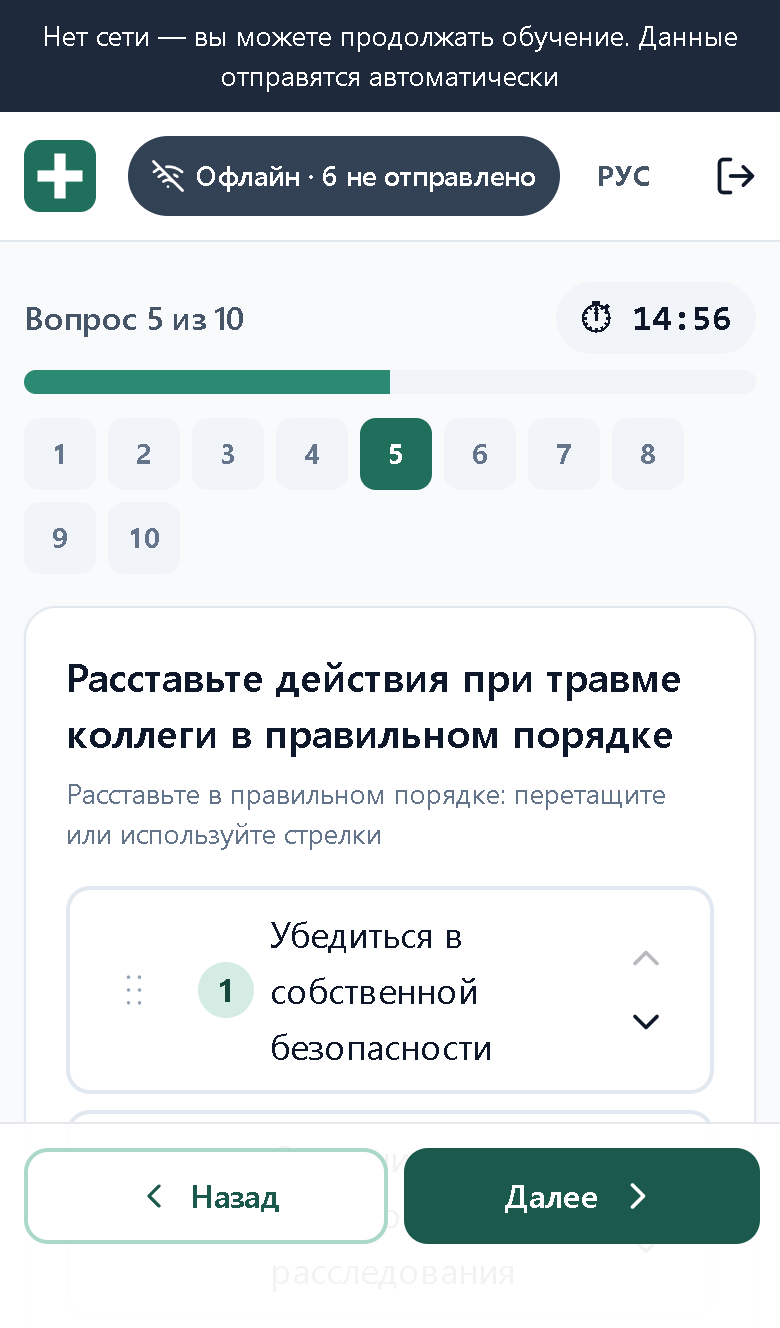 Нет сети — вы можете продолжать обучение. Данные
отправятся автоматически
Офлайн · 6 не отправлено
РУС
Вопрос 5 из 10
14:56
1
2
3
4
5
6
7
8
9
10
Расставьте действия при травме
коллеги в правильном порядке
Расставьте в правильном порядке: перетащите
или используйте стрелки
1
Убедиться в
собственной
безопасности
Назад
Далее
расследования